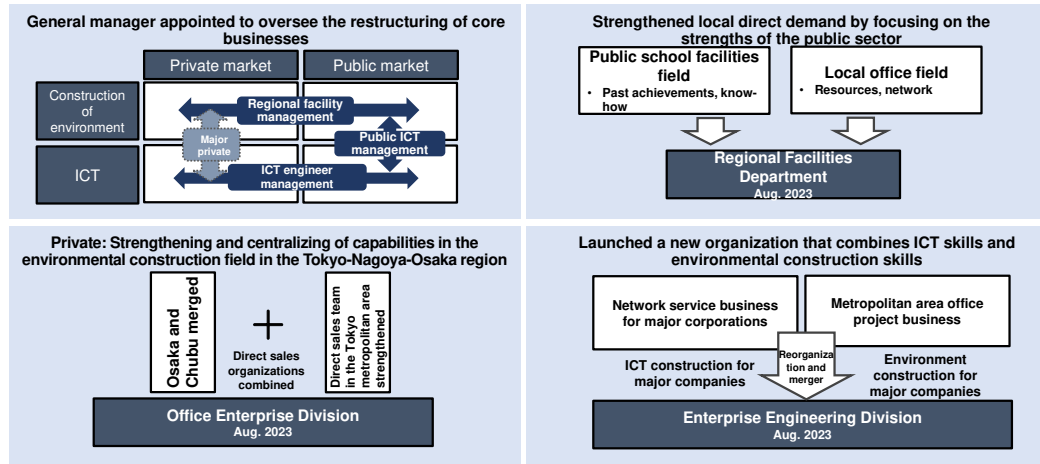 General manager appointed to oversee the restructuring of core
businesses
Private market
Public market
Construction
of
environment
ICT
Regional facility
management
Major
private
Public ICT
management
ICT engineer
management
Strengthened local direct demand by focusing on the
strengths of the public sector
Public school facilities
field
• Past achievements, know-
how
Local office field
• Resources, network
Regional Facilities
Department
Aug. 2023
Private: Strengthening and centralizing of capabilities in the
environmental construction field in the Tokyo-Nagoya-Osaka region
Osaka and
Chubu merged
+
Direct sales
organizations
combined
Direct sales team
in the Tokyo
metropolitan area
strengthened
Office Enterprise Division
Aug. 2023
Launched a new organization that combines ICT skills and
environmental construction skills
Network service business
for major corporations
Metropolitan area office
project business
ICT construction for
major companies
Reorganiza
tion and
merger
Environment
construction for
major companies
Enterprise Engineering Division
Aug. 2023